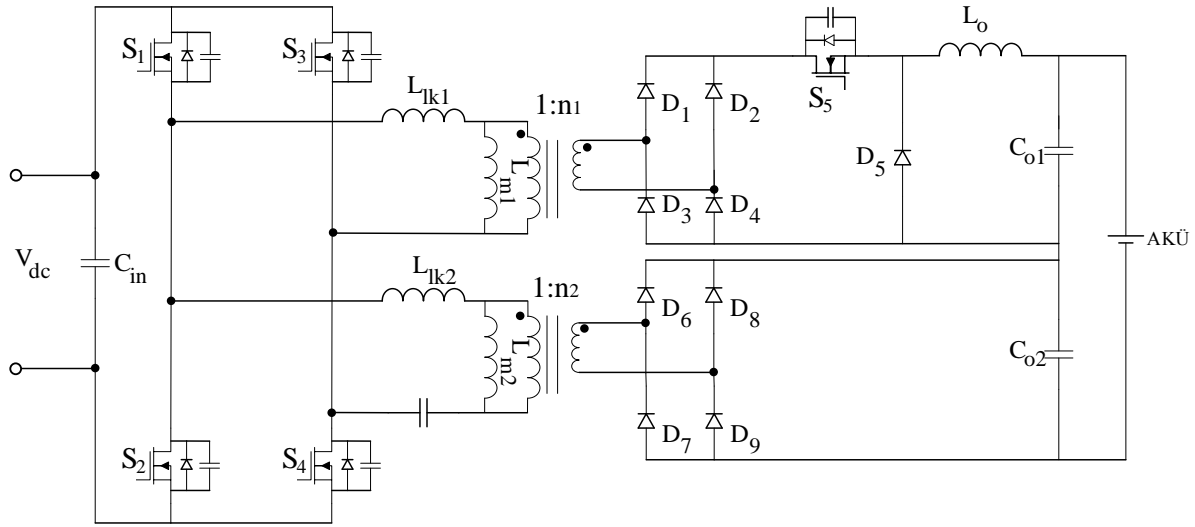 S1
S3
Lo
S5
Llk1
1:n1
D1
D2
Lm1
D5
Co1
D3
D4
Vdc
Cin
AKÜ
Llk2
1:n2
D6
D8
Lm2
Co2
D7
D9
S2
S4